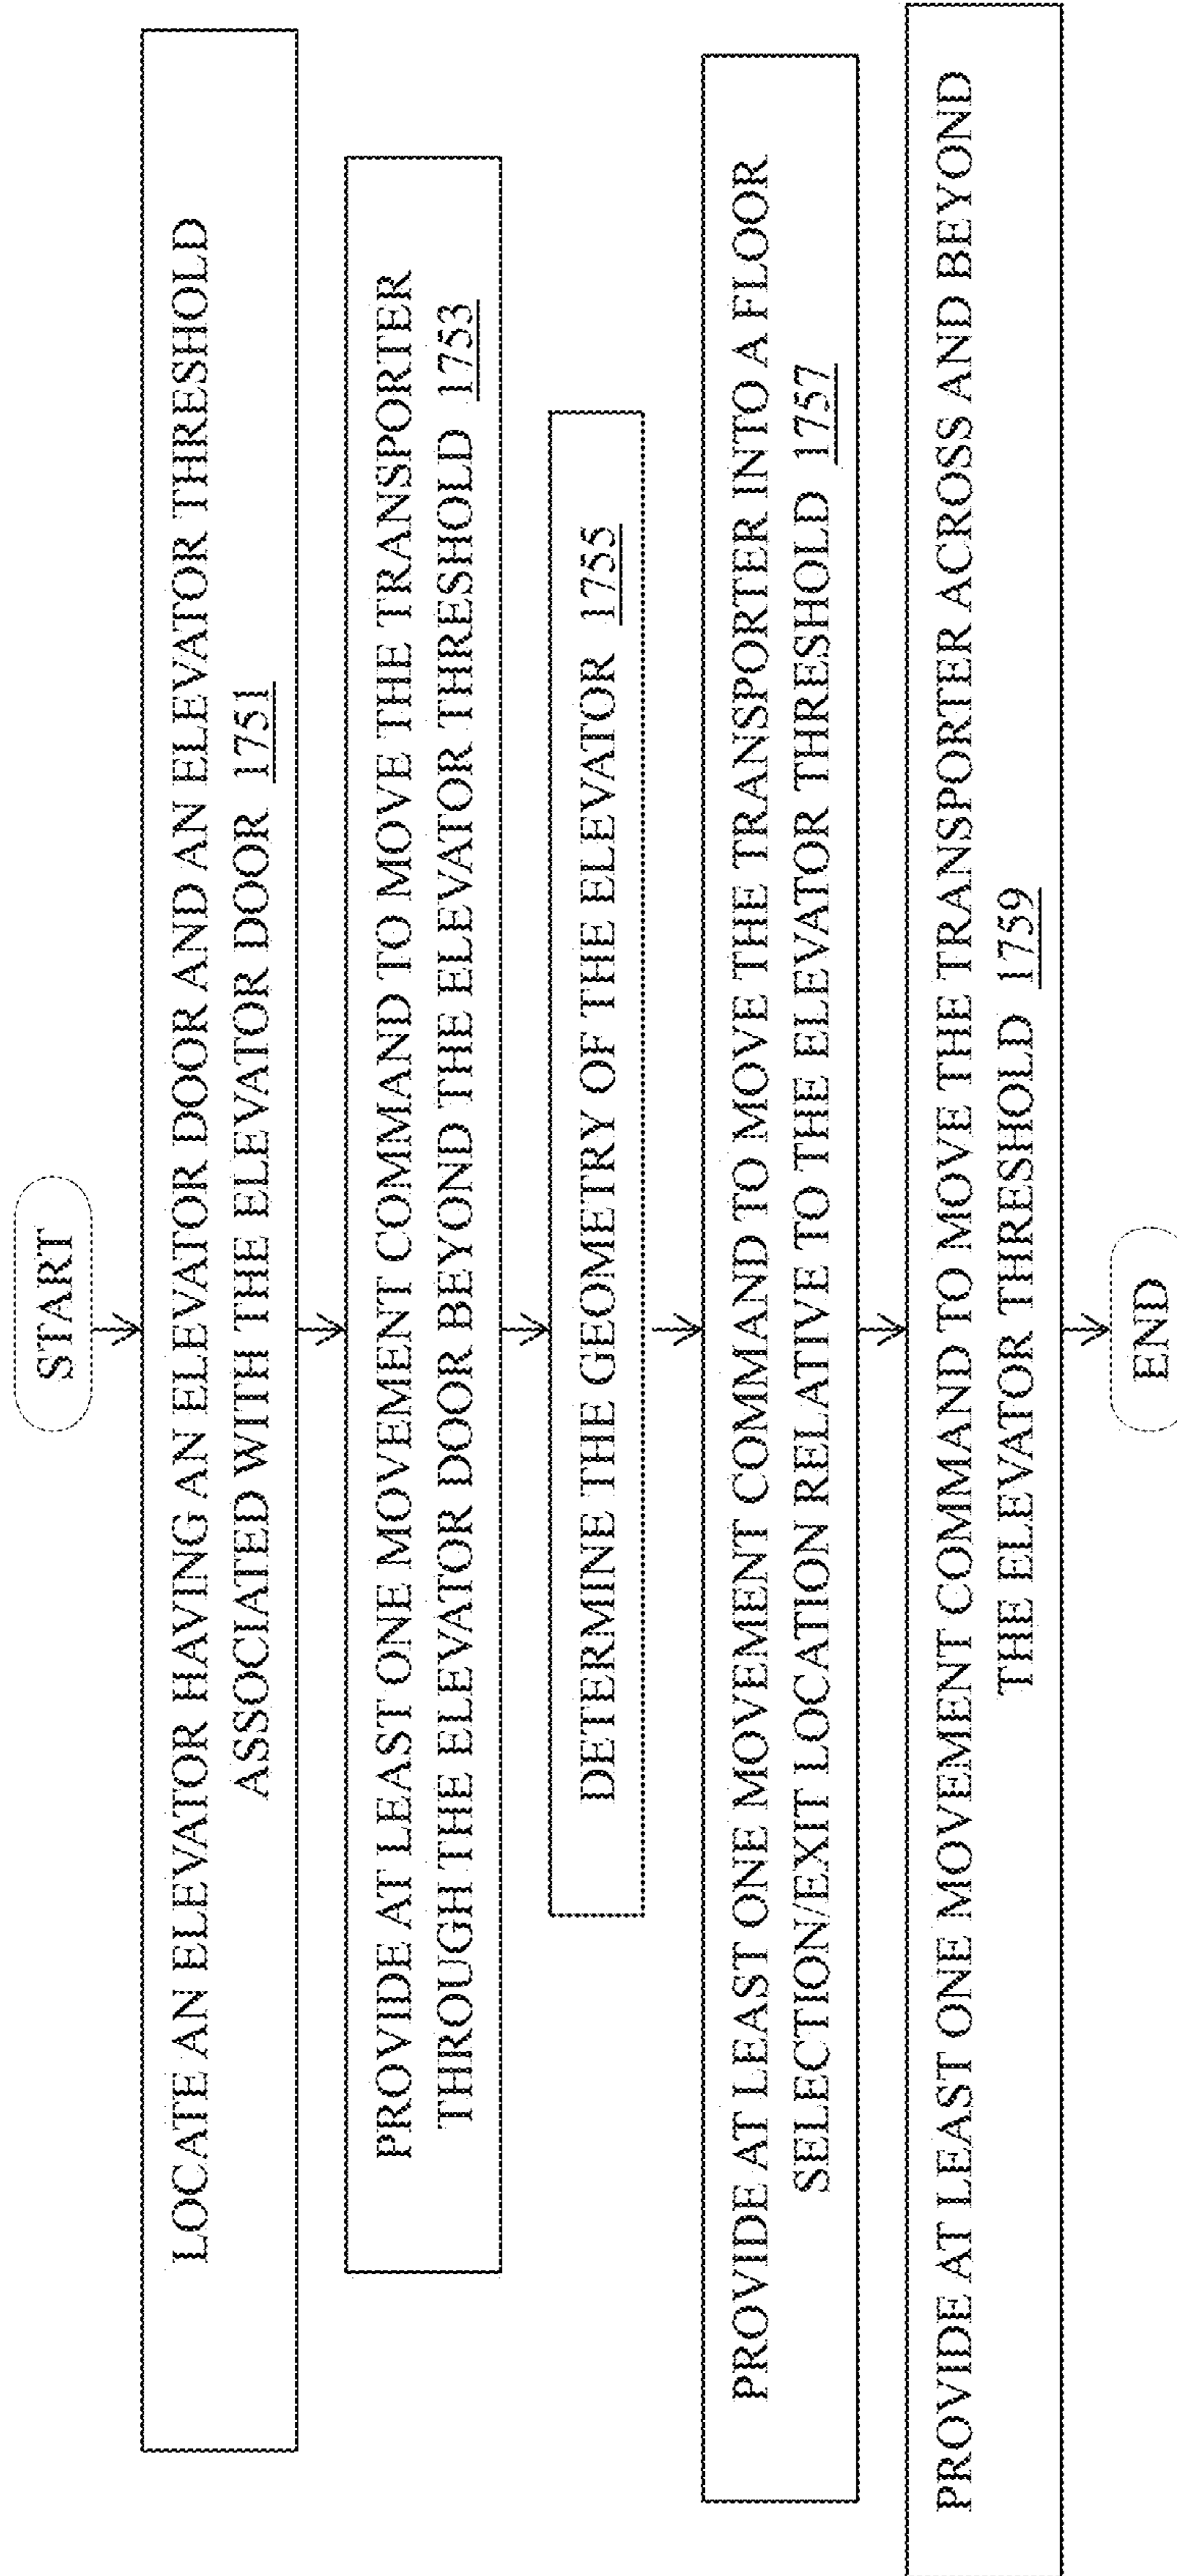 START
LOCATE AN ELEVATOR HAVING AN ELEVATOR DOOR AND AN ELEVATOR THRESHOLD
ASSOCIATED WITH THE ELEVATOR DOOR 1751
PROVIDE AT LEAST ONE MOVEMENT COMMAND TO MOVE THE TRANSPORTER
THROUGH THE ELEVATOR DOOR BEYOND THE ELEVATOR THRESHOLD 1753
DETERMINE THE GEOMETRY OF THE ELEVATOR 1755
PROVIDE AT LEAST ONE MOVEMENT COMMAND TO MOVE THE TRANSPORTER INTO A FLOOR
SELECTION/EXIT LOCATION RELATIVE TO THE ELEVATOR THRESHOLD 1757
PROVIDE AT LEAST ONE MOVEMENT COMMAND TO MOVE THE TRANSPORTER ACROSS AND BEYOND
THE ELEVATOR THRESHOLD 1759
END